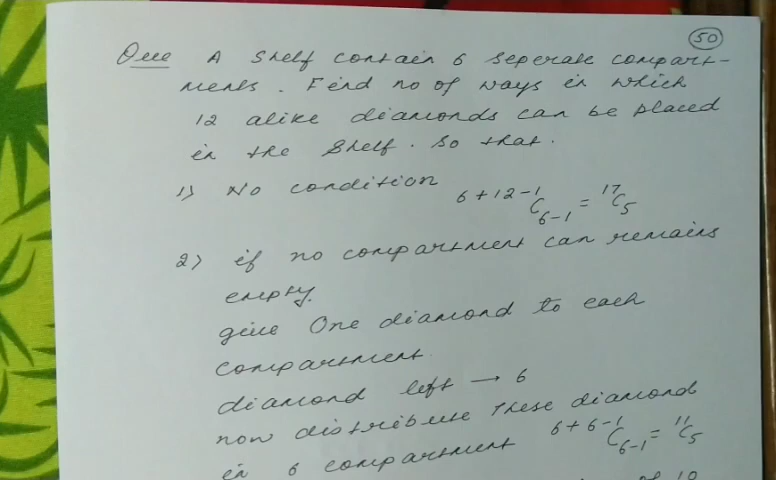 50
Que A shelf contain 6 seperate compart-
ments. Find no of ways in which
12 alike diamonds can be placed
in the shelf. So that.
1) No condition 6+12-1C6-1 = 17C5
2) if no compartment can remains
empty.
give One diamond to each
compartment.
diamond left → 6
now distribute these diamond
in 6 compartment 6+6-1C6-1 = 11C5
of 10